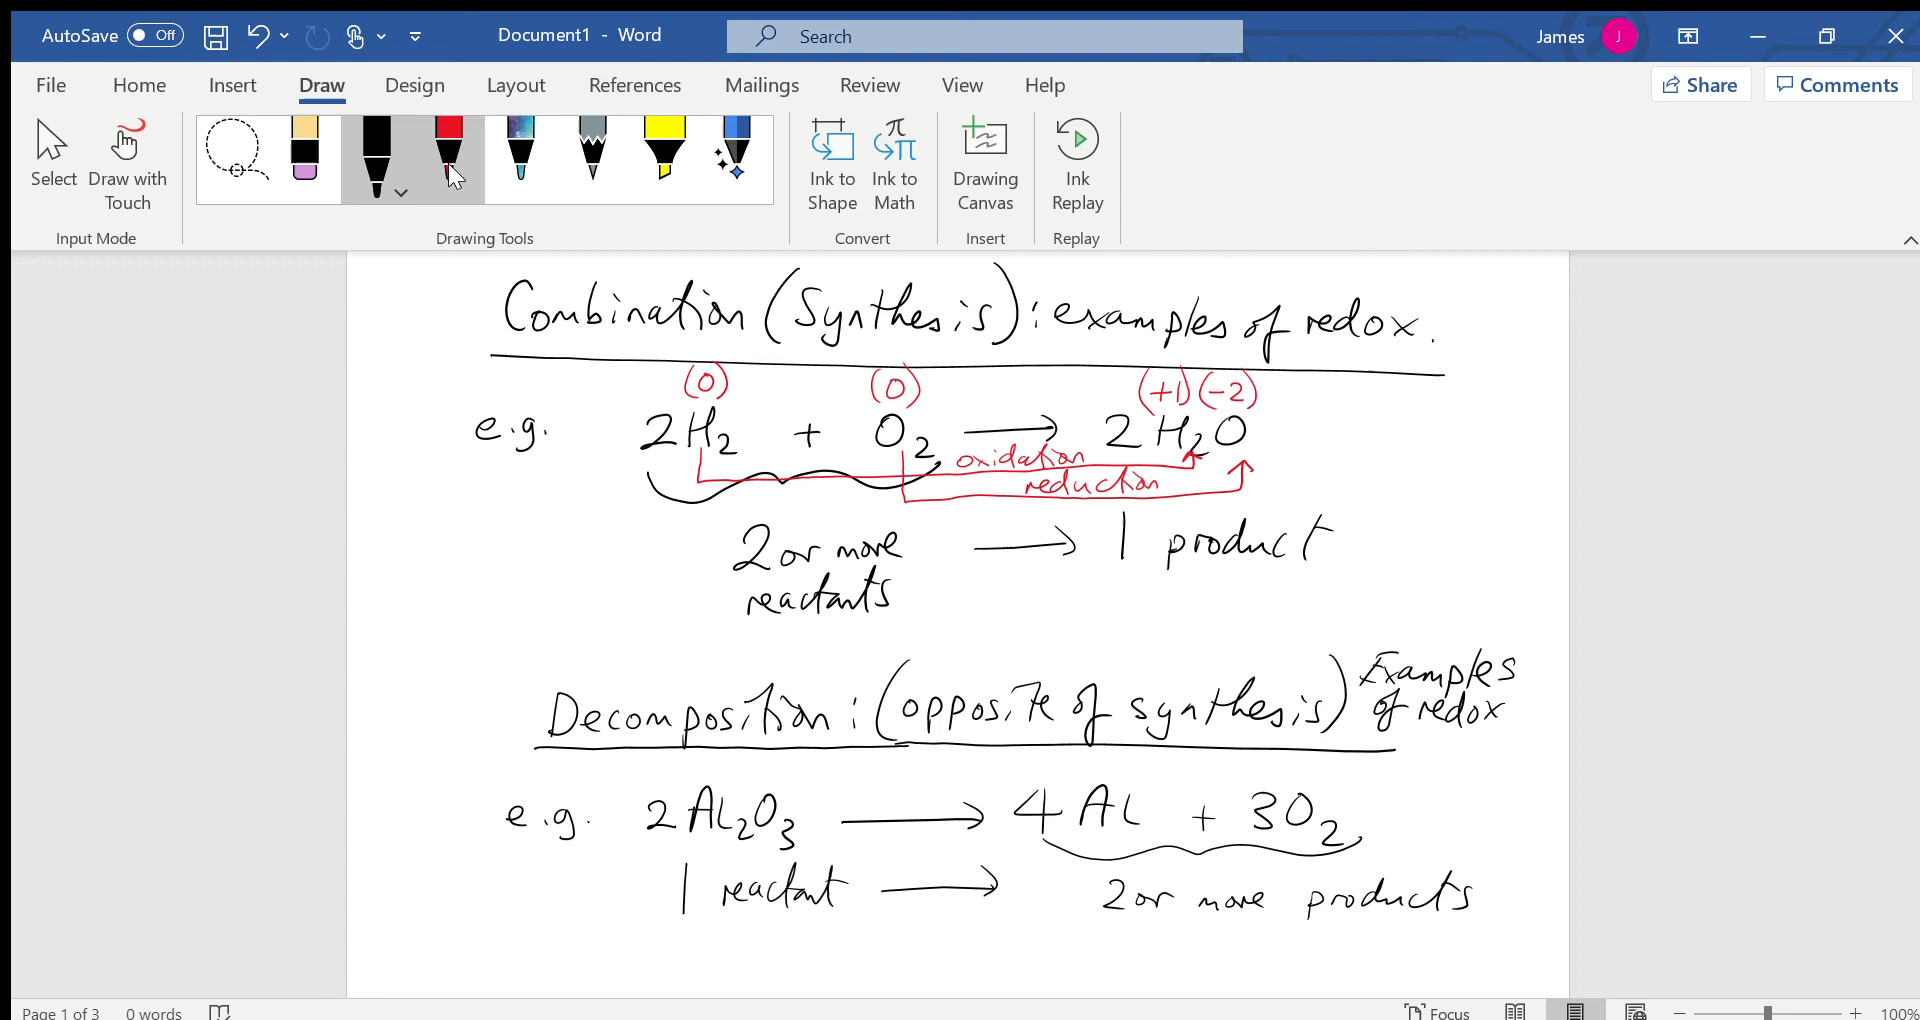 AutoSave Off Document1 - Word Search James J
File Home Insert Draw Design Layout References Mailings Review View Help Share Comments
Select Draw with Touch Ink to Shape Ink to Math Drawing Canvas Ink Replay
Input Mode Drawing Tools Convert Insert Replay
Combination (Synthesis): examples of redox.
(0) (0) (+1) (-2)
e.g. 2H₂ + O₂ → 2H₂O
oxidation
reduction
2 or more → 1 product
reactants
Decomposition: (opposite of synthesis) Examples
of redox
e.g. 2Al₂O₃ → 4Al + 3O₂
1 reactant → 2 or more products
Page 1 of 3 0 words Focus 100%